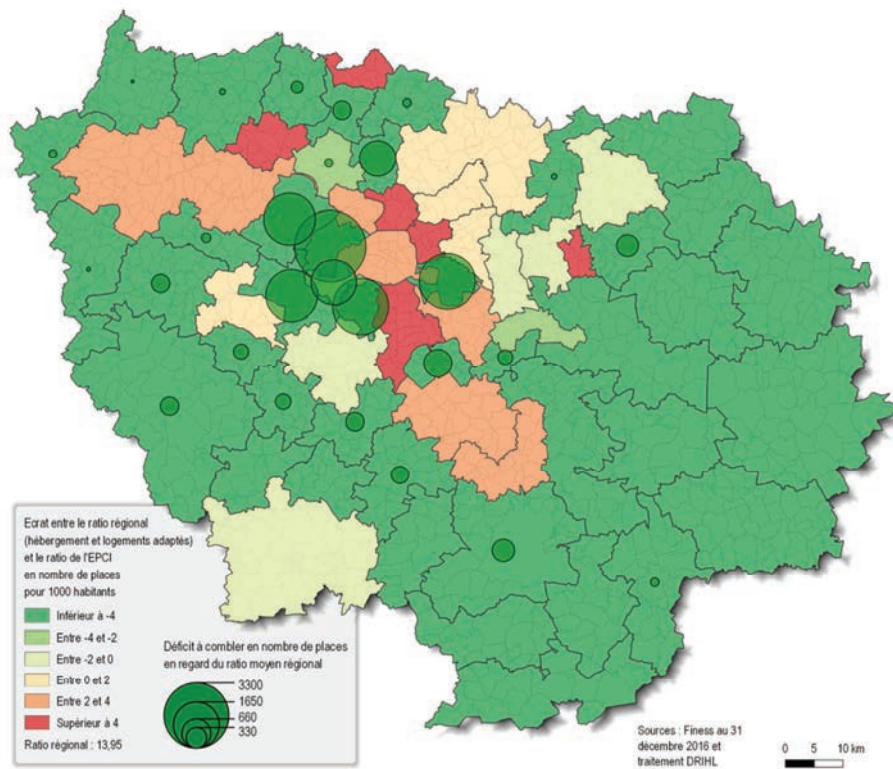 Ecrat entre le ratio régional
(hébergement et logements adaptés)
et le ratio de l'EPCI
en nombre de places
pour 1000 habitants
Inférieur à -4
Entre -4 et -2
Entre -2 et 0
Entre 0 et 2
Entre 2 et 4
Supérieur à 4
Ratio régional : 13,95
Déficit à combler en nombre de places
en regard du ratio moyen régional
3300
1650
660
330
Sources : Finess au 31
décembre 2016 et
traitement DRIHL
0 5 10 km